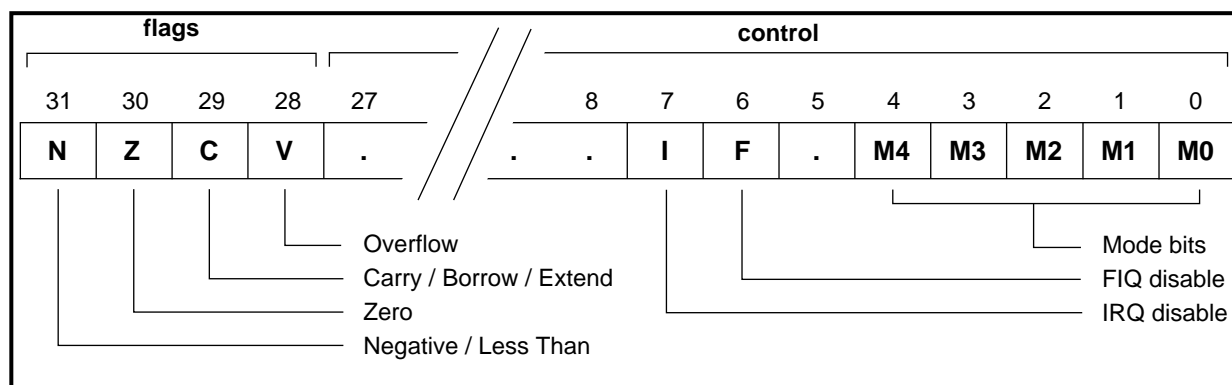 flags control
31 30 29 28 27 8 7 6 5 4 3 2 1 0
N Z C V . . . I F . M4 M3 M2 M1 M0
Overflow Mode bits
Carry / Borrow / Extend FIQ disable
Zero IRQ disable
Negative / Less Than